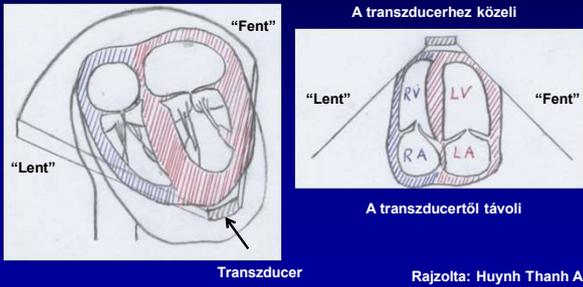 “Fent”
“Lent”
Transzducer
A transzducerhez közeli
“Lent”
“Fent”
RV LV
RA LA
A transzducertől távoli
Rajzolta: Huynh Thanh A